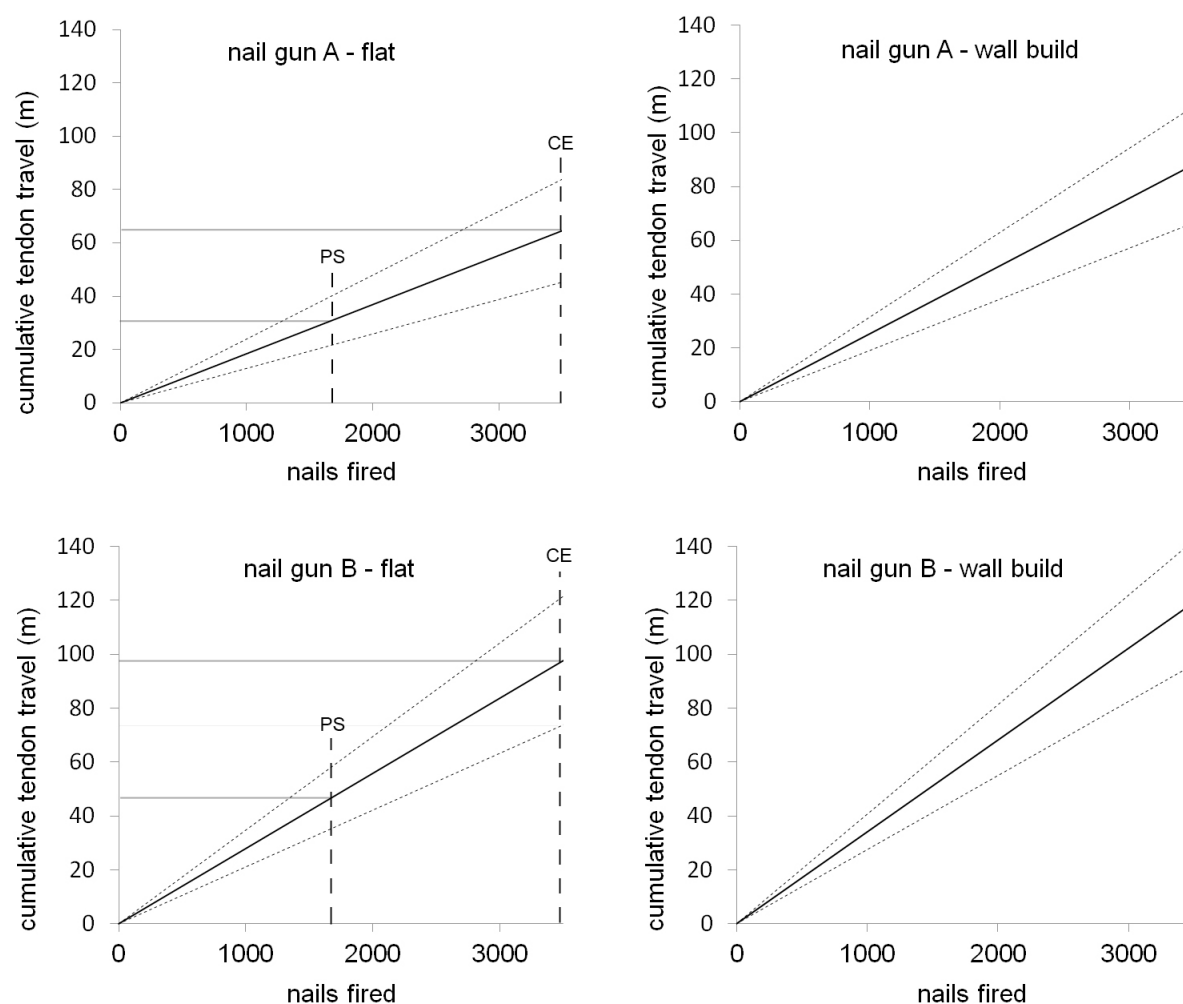 nail gun A - flat
cumulative tendon travel (m)
140
120
100
80
60
40
20
0
PS
CE
0 1000 2000 3000
nails fired
nail gun A - wall build
cumulative tendon travel (m)
140
120
100
80
60
40
20
0
0 1000 2000 3000
nails fired
nail gun B - flat
cumulative tendon travel (m)
140
120
100
80
60
40
20
0
PS
CE
0 1000 2000 3000
nails fired
nail gun B - wall build
cumulative tendon travel (m)
140
120
100
80
60
40
20
0
0 1000 2000 3000
nails fired